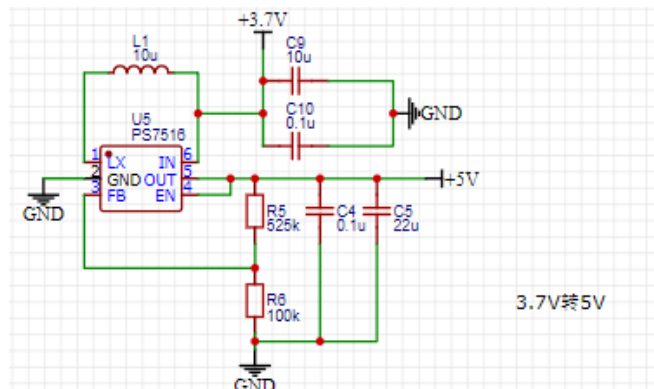 +3.7V
L1
10u
C9
10u
C10
0.1u
GND
U5
PS7516
1 LX IN 6
2 GND OUT 5
3 FB EN 4
GND
+5V
R5
525k
C4
0.1u
C5
22u
R6
100k
3.7V转5V
GND